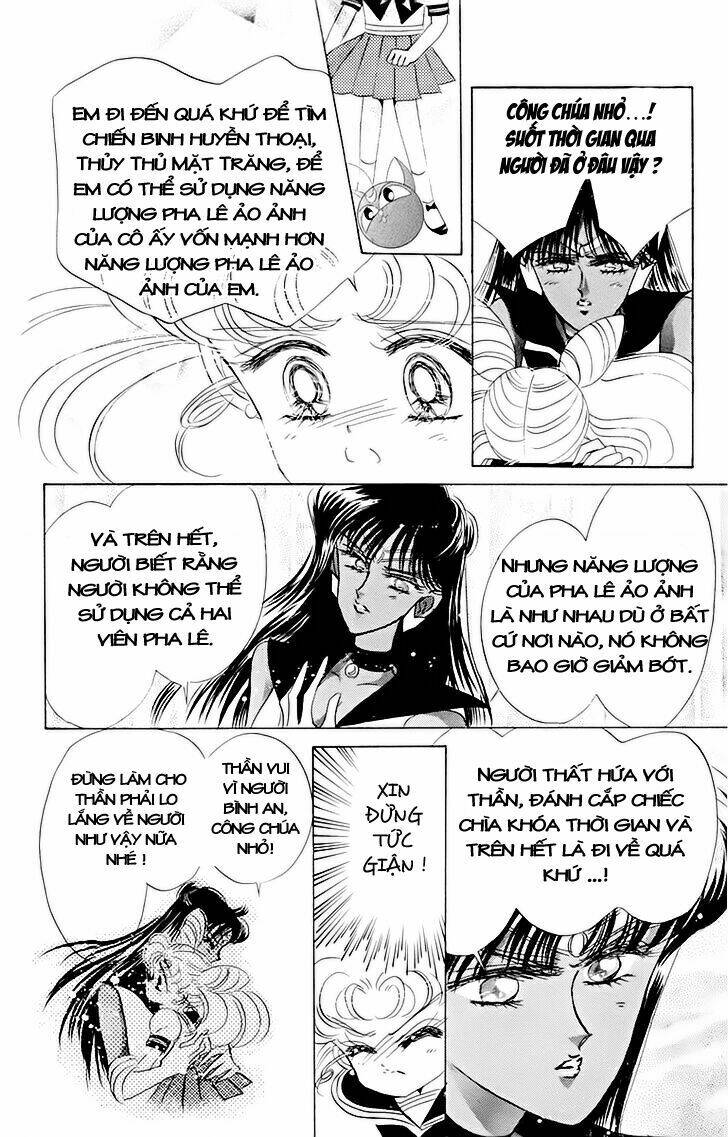 CÔNG CHÚA NHỎ...!
SUỐT THỜI GIAN QUA
NGƯỜI ĐÃ Ở ĐÂU VẬY ?
EM ĐI ĐẾN QUÁ KHỨ ĐỂ TÌM
CHIẾN BINH HUYỀN THOẠI,
THỦY THỦ MẶT TRĂNG, ĐỂ
EM CÓ THỂ SỬ DỤNG NĂNG
LƯỢNG PHA LÊ ẢO ẢNH
CỦA CÔ ẤY VỐN MẠNH HƠN
NĂNG LƯỢNG PHA LÊ ẢO
ẢNH CỦA EM.
NHƯNG NĂNG LƯỢNG
CỦA PHA LÊ ẢO ẢNH
LÀ NHƯ NHAU DÙ Ở BẤT
CỨ NƠI NÀO, NÓ KHÔNG
BAO GIỜ GIẢM BỚT.
VÀ TRÊN HẾT,
NGƯỜI BIẾT RẰNG
NGƯỜI KHÔNG THỂ
SỬ DỤNG CẢ HAI
VIÊN PHA LÊ.
NGƯỜI THẤT HỨA VỚI
THẦN, ĐÁNH CẮP CHIẾC
CHÌA KHÓA THỜI GIAN VÀ
TRÊN HẾT LÀ ĐI VỀ QUÁ
KHỨ ...!
XIN
ĐỪNG
TỨC
GIẬN !
THẦN VUI
VÌ NGƯỜI
BÌNH AN,
CÔNG CHÚA
NHỎ!
ĐỪNG LÀM CHO
THẦN PHẢI LO
LẮNG VỀ NGƯỜI
NHƯ VẬY NỮA
NHÉ !